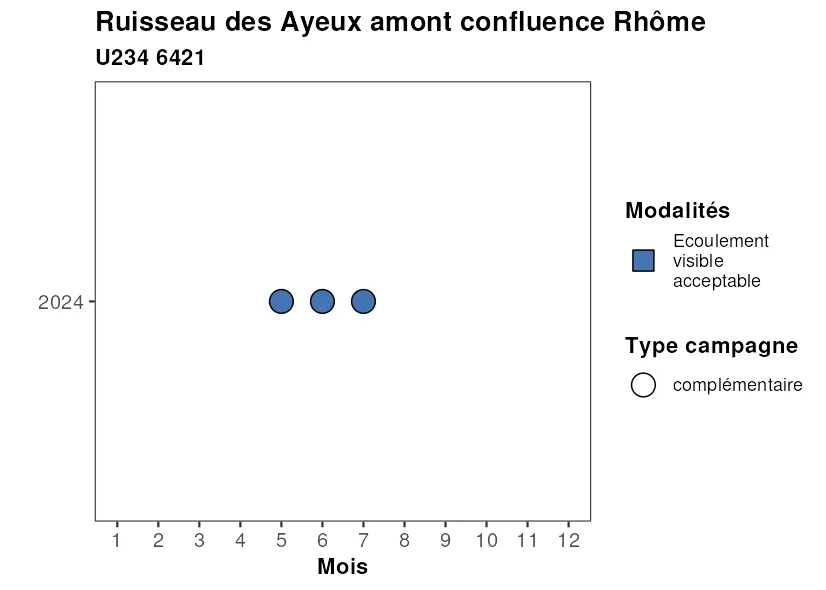 Ruisseau des Ayeux amont confluence Rhôme
U234 6421
Modalités
Ecoulement
visible
acceptable
2024
Type campagne
complémentaire
1 2 3 4 5 6 7 8 9 10 11 12
Mois